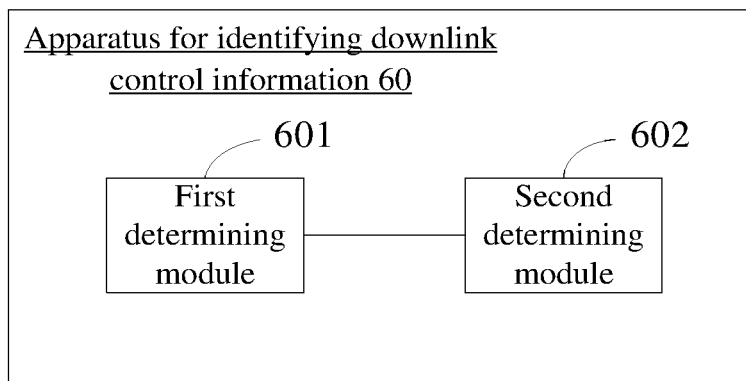 Apparatus for identifying downlink
control information 60
601
602
First
determining
module
Second
determining
module